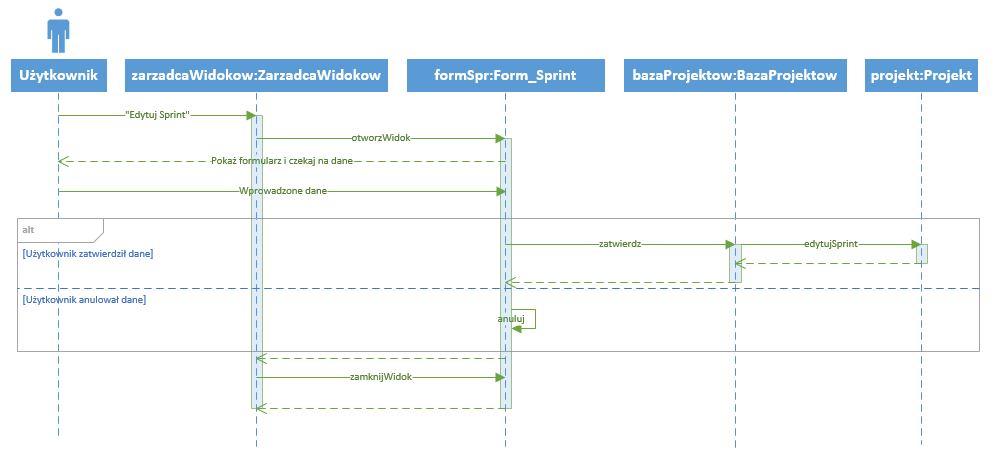 Użytkownik
zarzadcaWidokow:ZarzadcaWidokow
formSpr:Form_Sprint
bazaProjektow:BazaProjektow
projekt:Projekt
"Edytuj Sprint"
otworzWidok
Pokaż formularz i czekaj na dane
Wprowadzone dane
alt
zatwierdz
edytujSprint
[Użytkownik zatwierdził dane]
[Użytkownik anulował dane]
anuluj
zamknijWidok